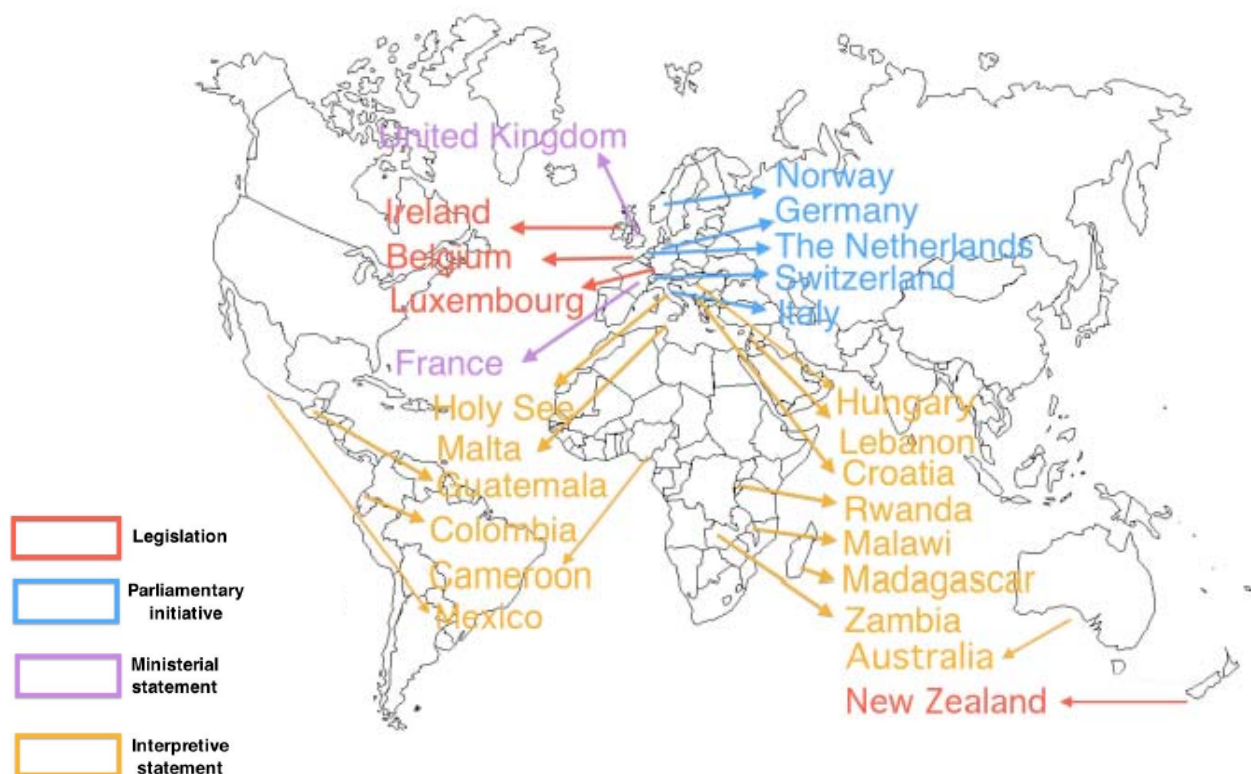 United Kingdom
Norway
Ireland
Germany
Belgium
The Netherlands
Luxembourg
Switzerland
Italy
France
Holy See
Hungary
Malta
Lebanon
Guatemala
Croatia
Colombia
Rwanda
Cameroon
Malawi
Mexico
Madagascar
Zambia
Australia
New Zealand
Legislation
Parliamentary
initiative
Ministerial
statement
Interpretive
statement